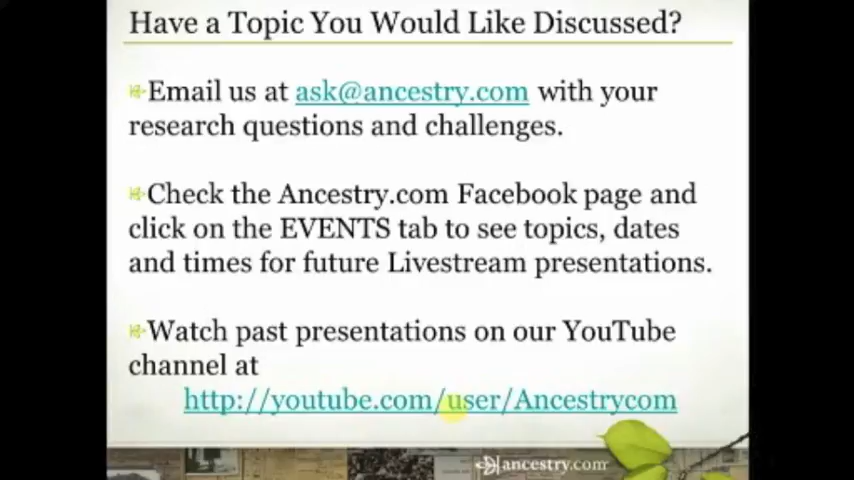 Have a Topic You Would Like Discussed?
Email us at ask@ancestry.com with your
research questions and challenges.
Check the Ancestry.com Facebook page and
click on the EVENTS tab to see topics, dates
and times for future Livestream presentations.
Watch past presentations on our YouTube
channel at
http://youtube.com/user/Ancestrycom
ancestry.com